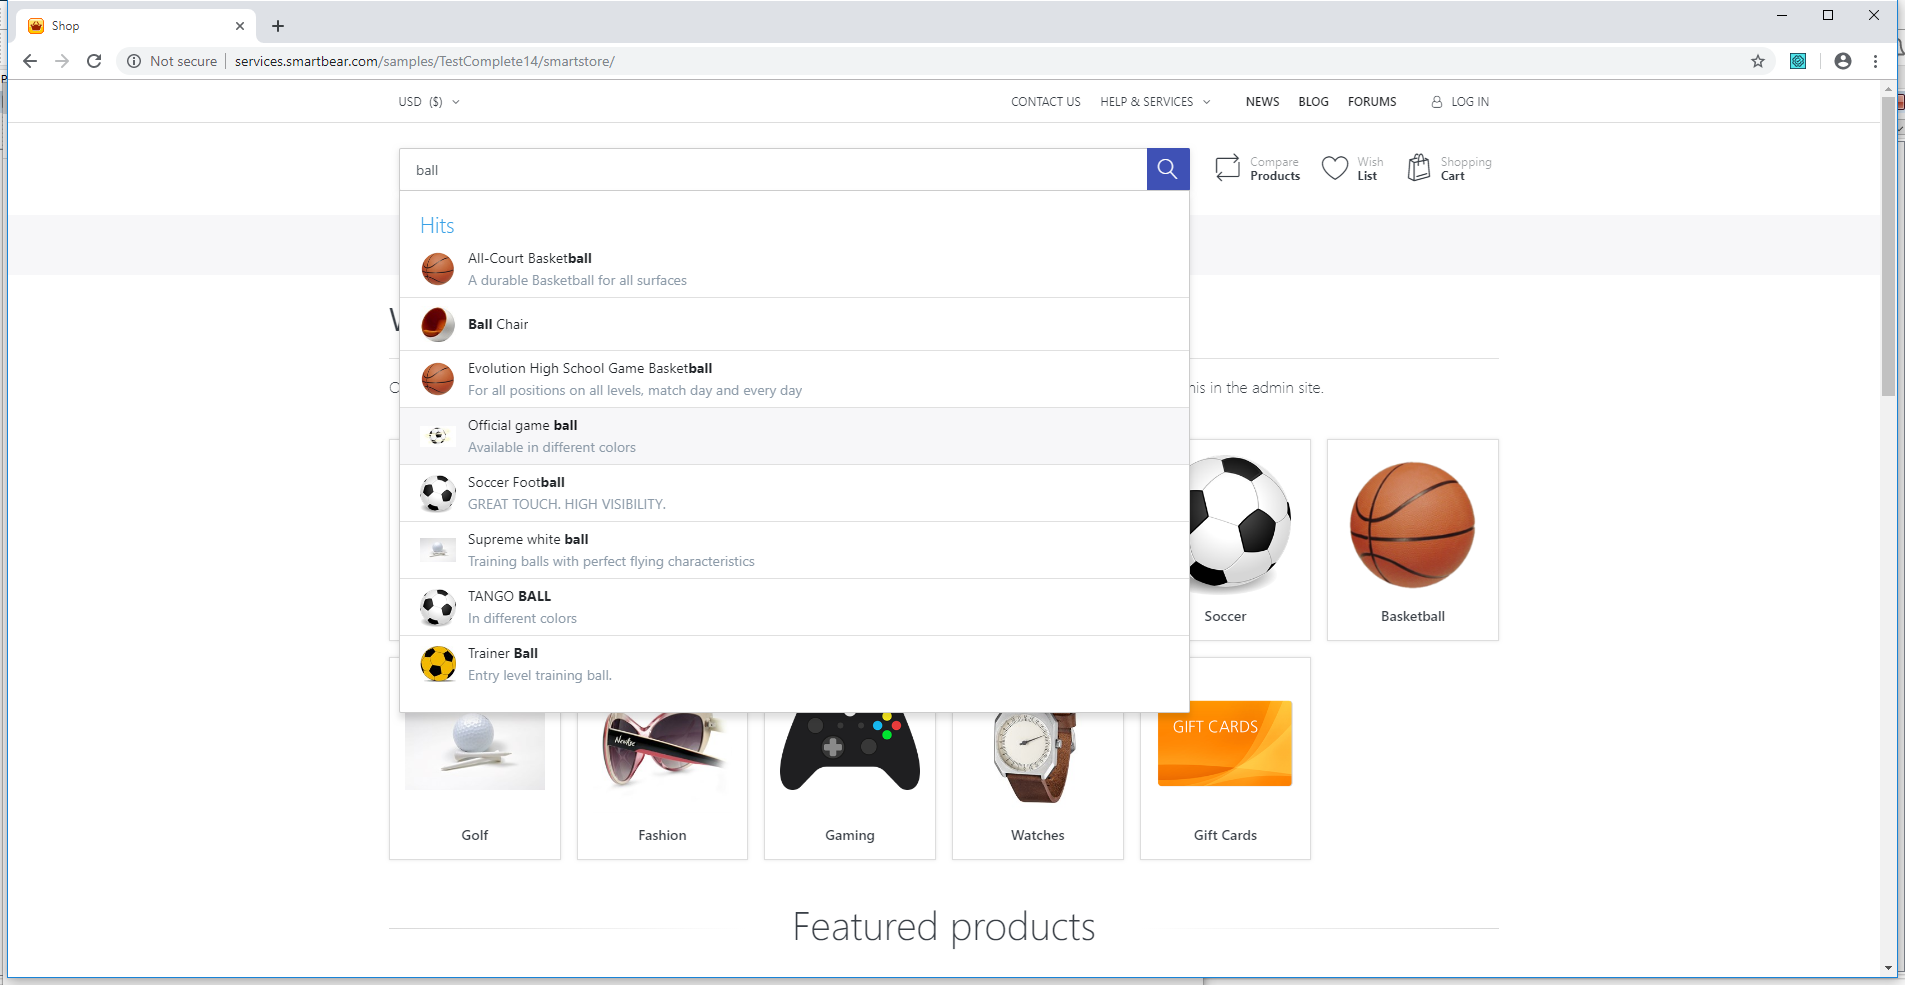 Shop
Not secure | services.smartbear.com/samples/TestComplete14/smartstore/
USD ($)
CONTACT US
HELP & SERVICES
NEWS
BLOG
FORUMS
LOG IN
ball
Compare
Products
Wish
List
Shopping
Cart
Hits
All-Court Basketball
A durable Basketball for all surfaces
Ball Chair
Evolution High School Game Basketball
For all positions on all levels, match day and every day
his in the admin site.
Official game ball
Available in different colors
Soccer Football
GREAT TOUCH. HIGH VISIBILITY.
Supreme white ball
Training balls with perfect flying characteristics
TANGO BALL
In different colors
Trainer Ball
Entry level training ball.
Soccer
Basketball
GIFT CARDS
Golf
Fashion
Gaming
Watches
Gift Cards
Featured products